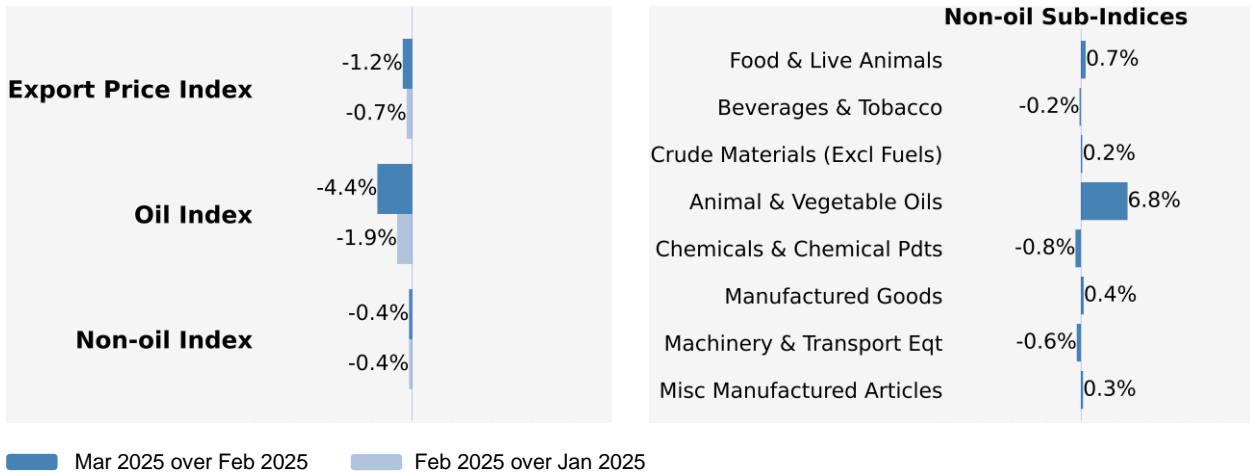 Export Price Index
-1.2%
-0.7%
Oil Index
-4.4%
-1.9%
Non-oil Index
-0.4%
-0.4%
Non-oil Sub-Indices
Food & Live Animals 0.7%
Beverages & Tobacco -0.2%
Crude Materials (Excl Fuels) 0.2%
Animal & Vegetable Oils 6.8%
Chemicals & Chemical Pdts -0.8%
Manufactured Goods 0.4%
Machinery & Transport Eqt -0.6%
Misc Manufactured Articles 0.3%
Mar 2025 over Feb 2025 Feb 2025 over Jan 2025